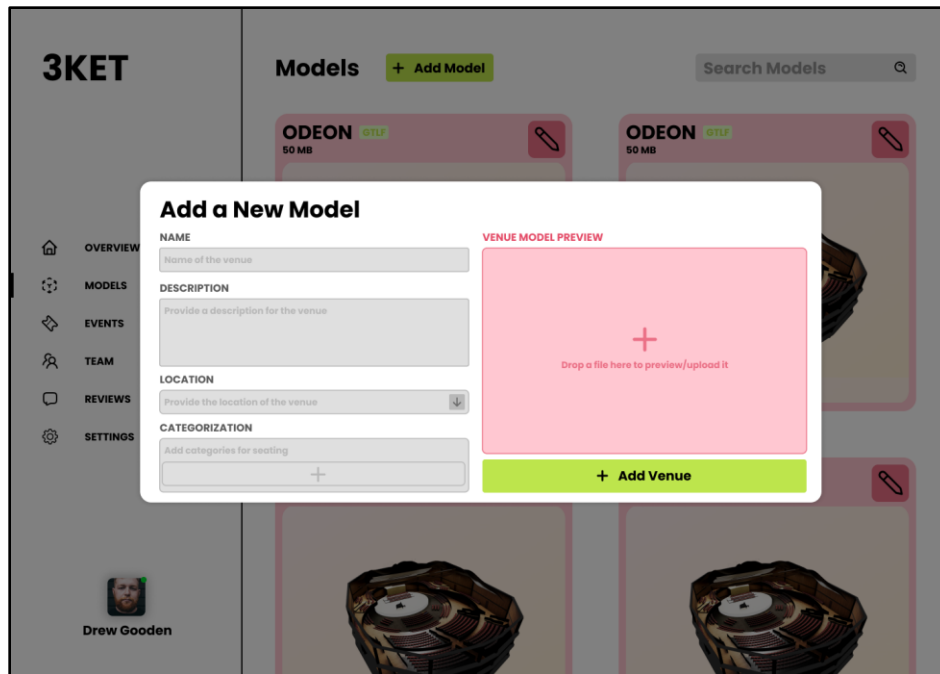 3KET
Models
+ Add Model
Search Models
ODEON GTLF
50 MB
ODEON GTLF
50 MB
Add a New Model
NAME
Name of the venue
DESCRIPTION
Provide a description for the venue
LOCATION
Provide the location of the venue
CATEGORIZATION
Add categories for seating
VENUE MODEL PREVIEW
Drop a file here to preview/upload it
+ Add Venue
OVERVIEW
MODELS
EVENTS
TEAM
REVIEWS
SETTINGS
Drew Gooden